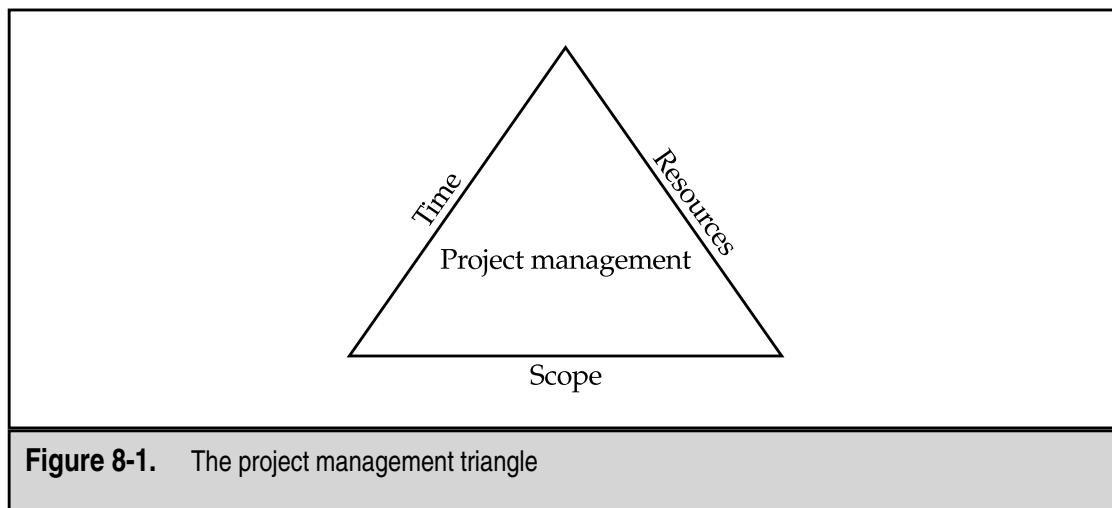 Time
Resources
Project management
Scope
Figure 8-1. The project management triangle